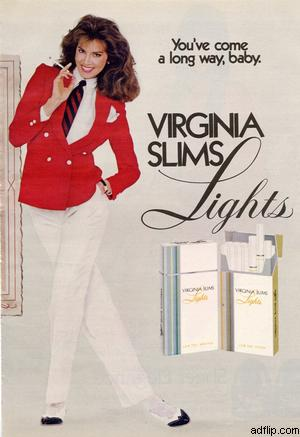 You've come
a long way, baby.
VIRGINIA
SLIMS
Lights
VIRGINIA SLIMS
Lights
VIRGINIA SLIMS
Lights
adflip.com